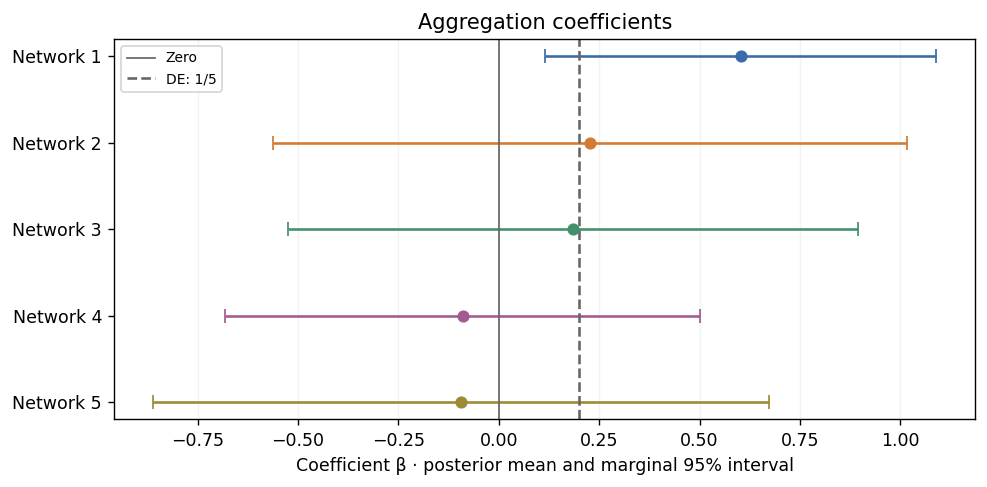 Aggregation coefficients
Zero
DE: 1/5
Network 1
Network 2
Network 3
Network 4
Network 5
−0.75 −0.50 −0.25 0.00 0.25 0.50 0.75 1.00
Coefficient β · posterior mean and marginal 95% interval